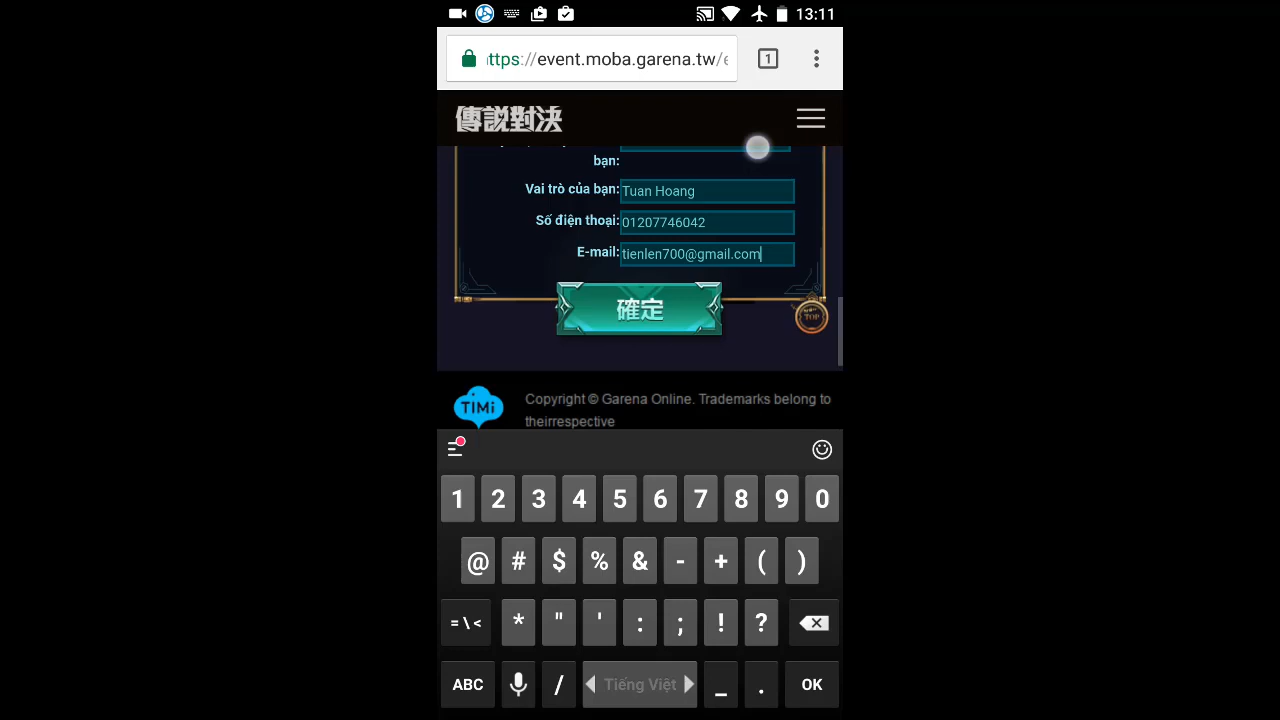 13:11
ttps://event.moba.garena.tw/e
1
傳說對決
bạn:
Vai trò của bạn: Tuan Hoang
Số điện thoại: 01207746042
E-mail: tienlen700@gmail.com
確定
TOP
TiMi
Copyright © Garena Online. Trademarks belong to
theirrespective
1 2 3 4 5 6 7 8 9 0
@ # $ % & - + ( )
= \ < * " ' : ; ! ?
ABC / Tiếng Việt _ . OK